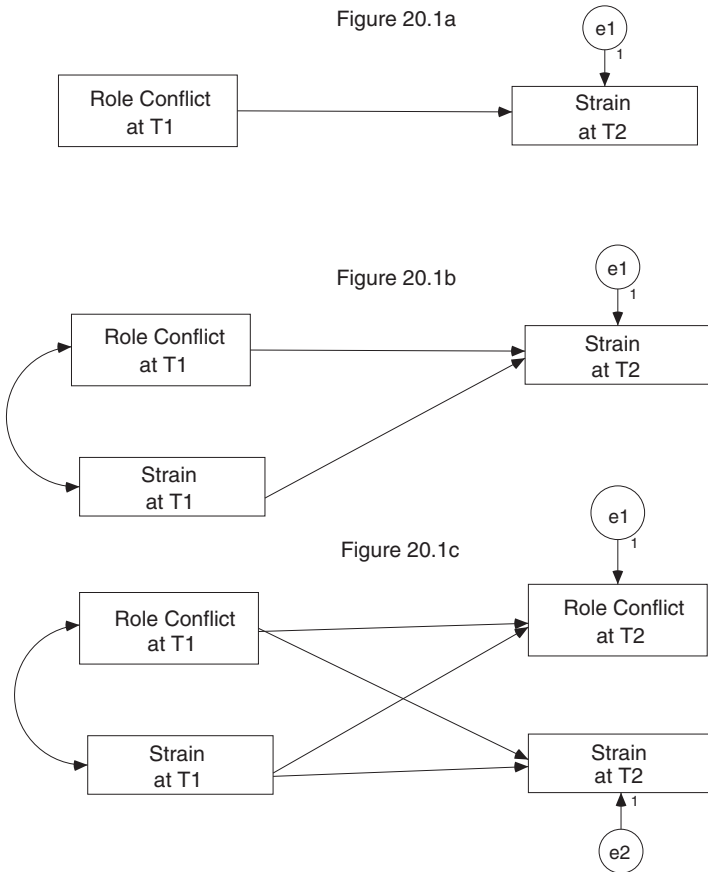 Figure 20.1a
e1
1
Role Conflict
at T1
Strain
at T2
Figure 20.1b
e1
1
Role Conflict
at T1
Strain
at T2
Strain
at T1
Figure 20.1c
e1
1
Role Conflict
at T1
Role Conflict
at T2
Strain
at T1
Strain
at T2
1
e2